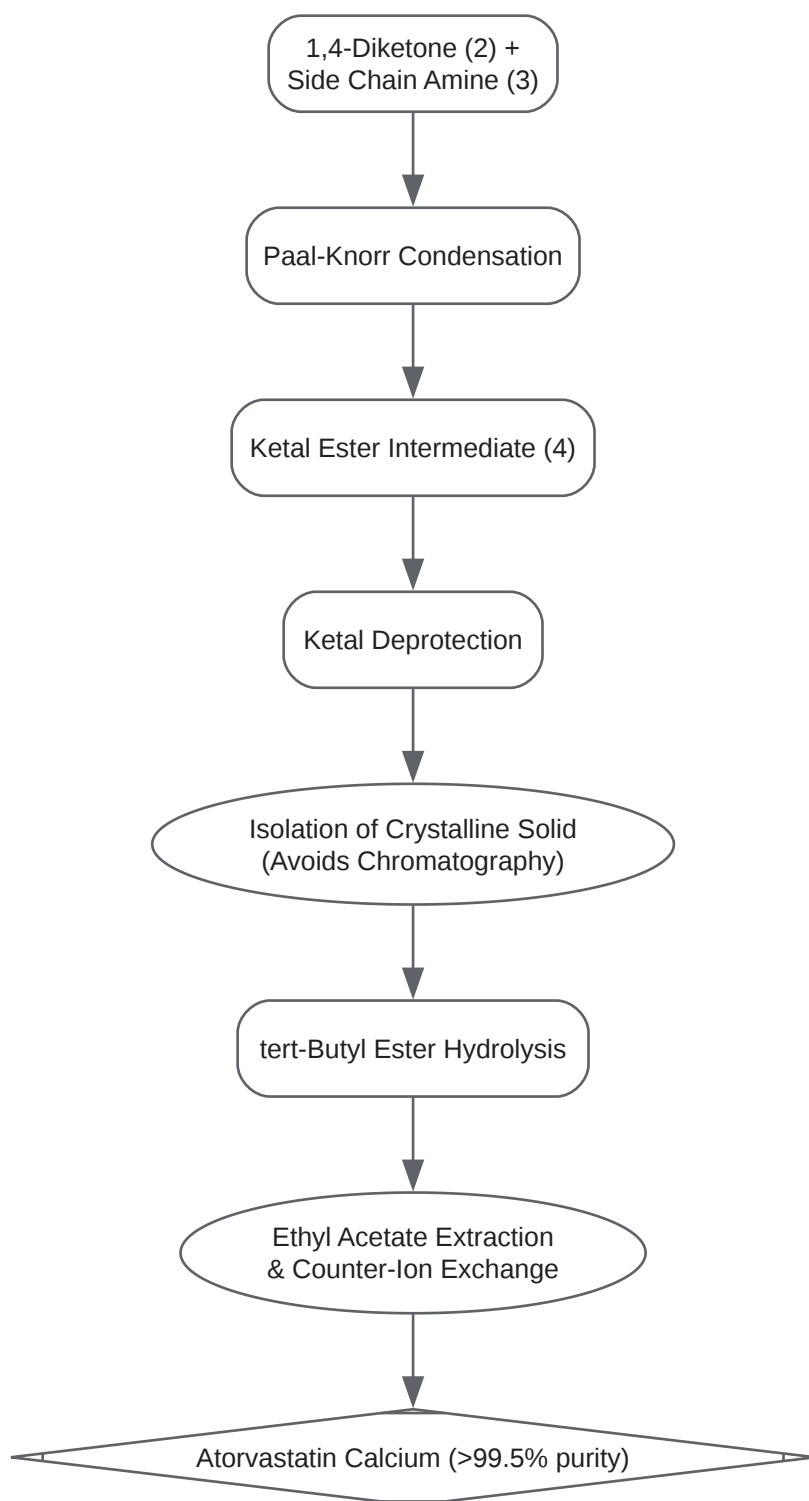 1,4-Diketone (2) +
Side Chain Amine (3)
Paal-Knorr Condensation
Ketal Ester Intermediate (4)
Ketal Deprotection
Isolation of Crystalline Solid
(Avoids Chromatography)
tert-Butyl Ester Hydrolysis
Ethyl Acetate Extraction
& Counter-Ion Exchange
Atorvastatin Calcium (>99.5% purity)